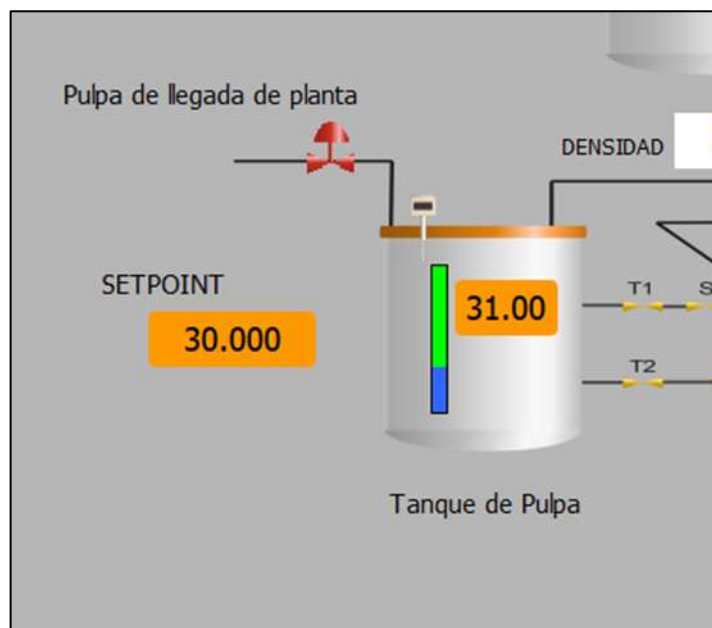 Pulpa de llegada de planta
DENSIDAD
SETPOINT
30.000
31.00
T1
S
T2
Tanque de Pulpa